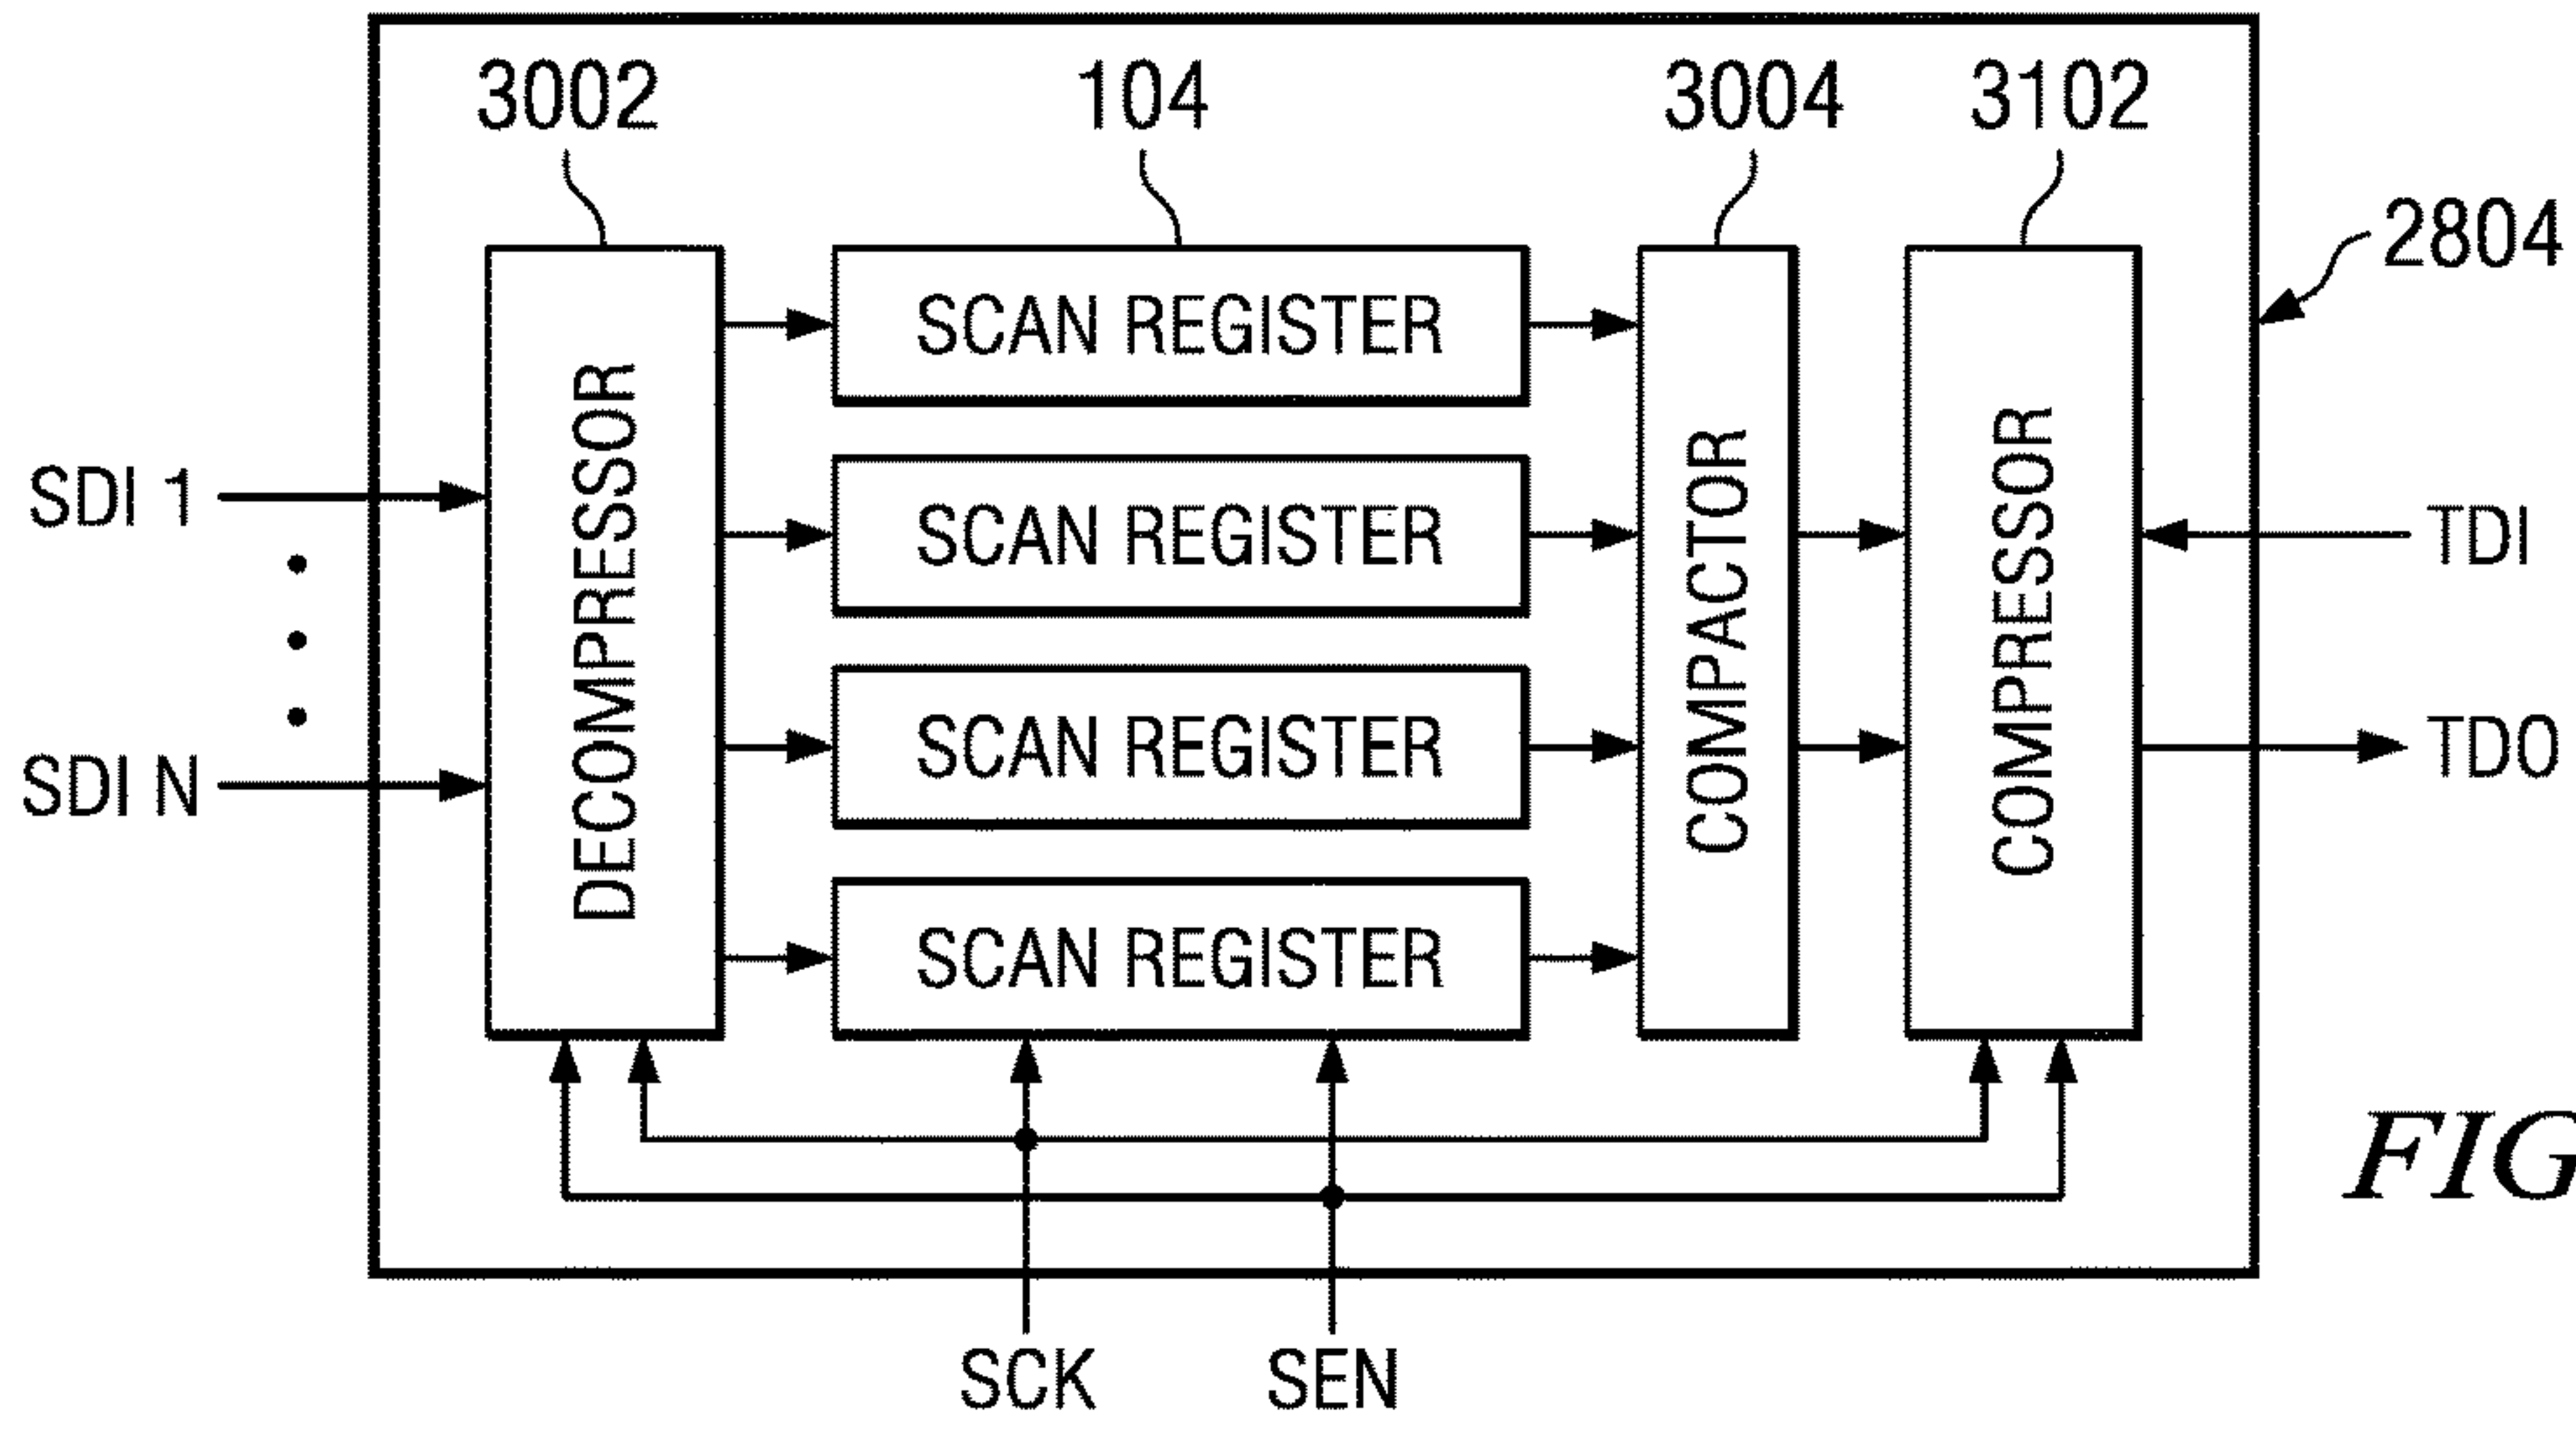 3002
104
3004
3102
2804
DECOMPRESSOR
SCAN REGISTER
SCAN REGISTER
SCAN REGISTER
SCAN REGISTER
COMPACTOR
COMPRESSOR
SDI 1
SDI N
TDI
TDO
SCK
SEN
FIG